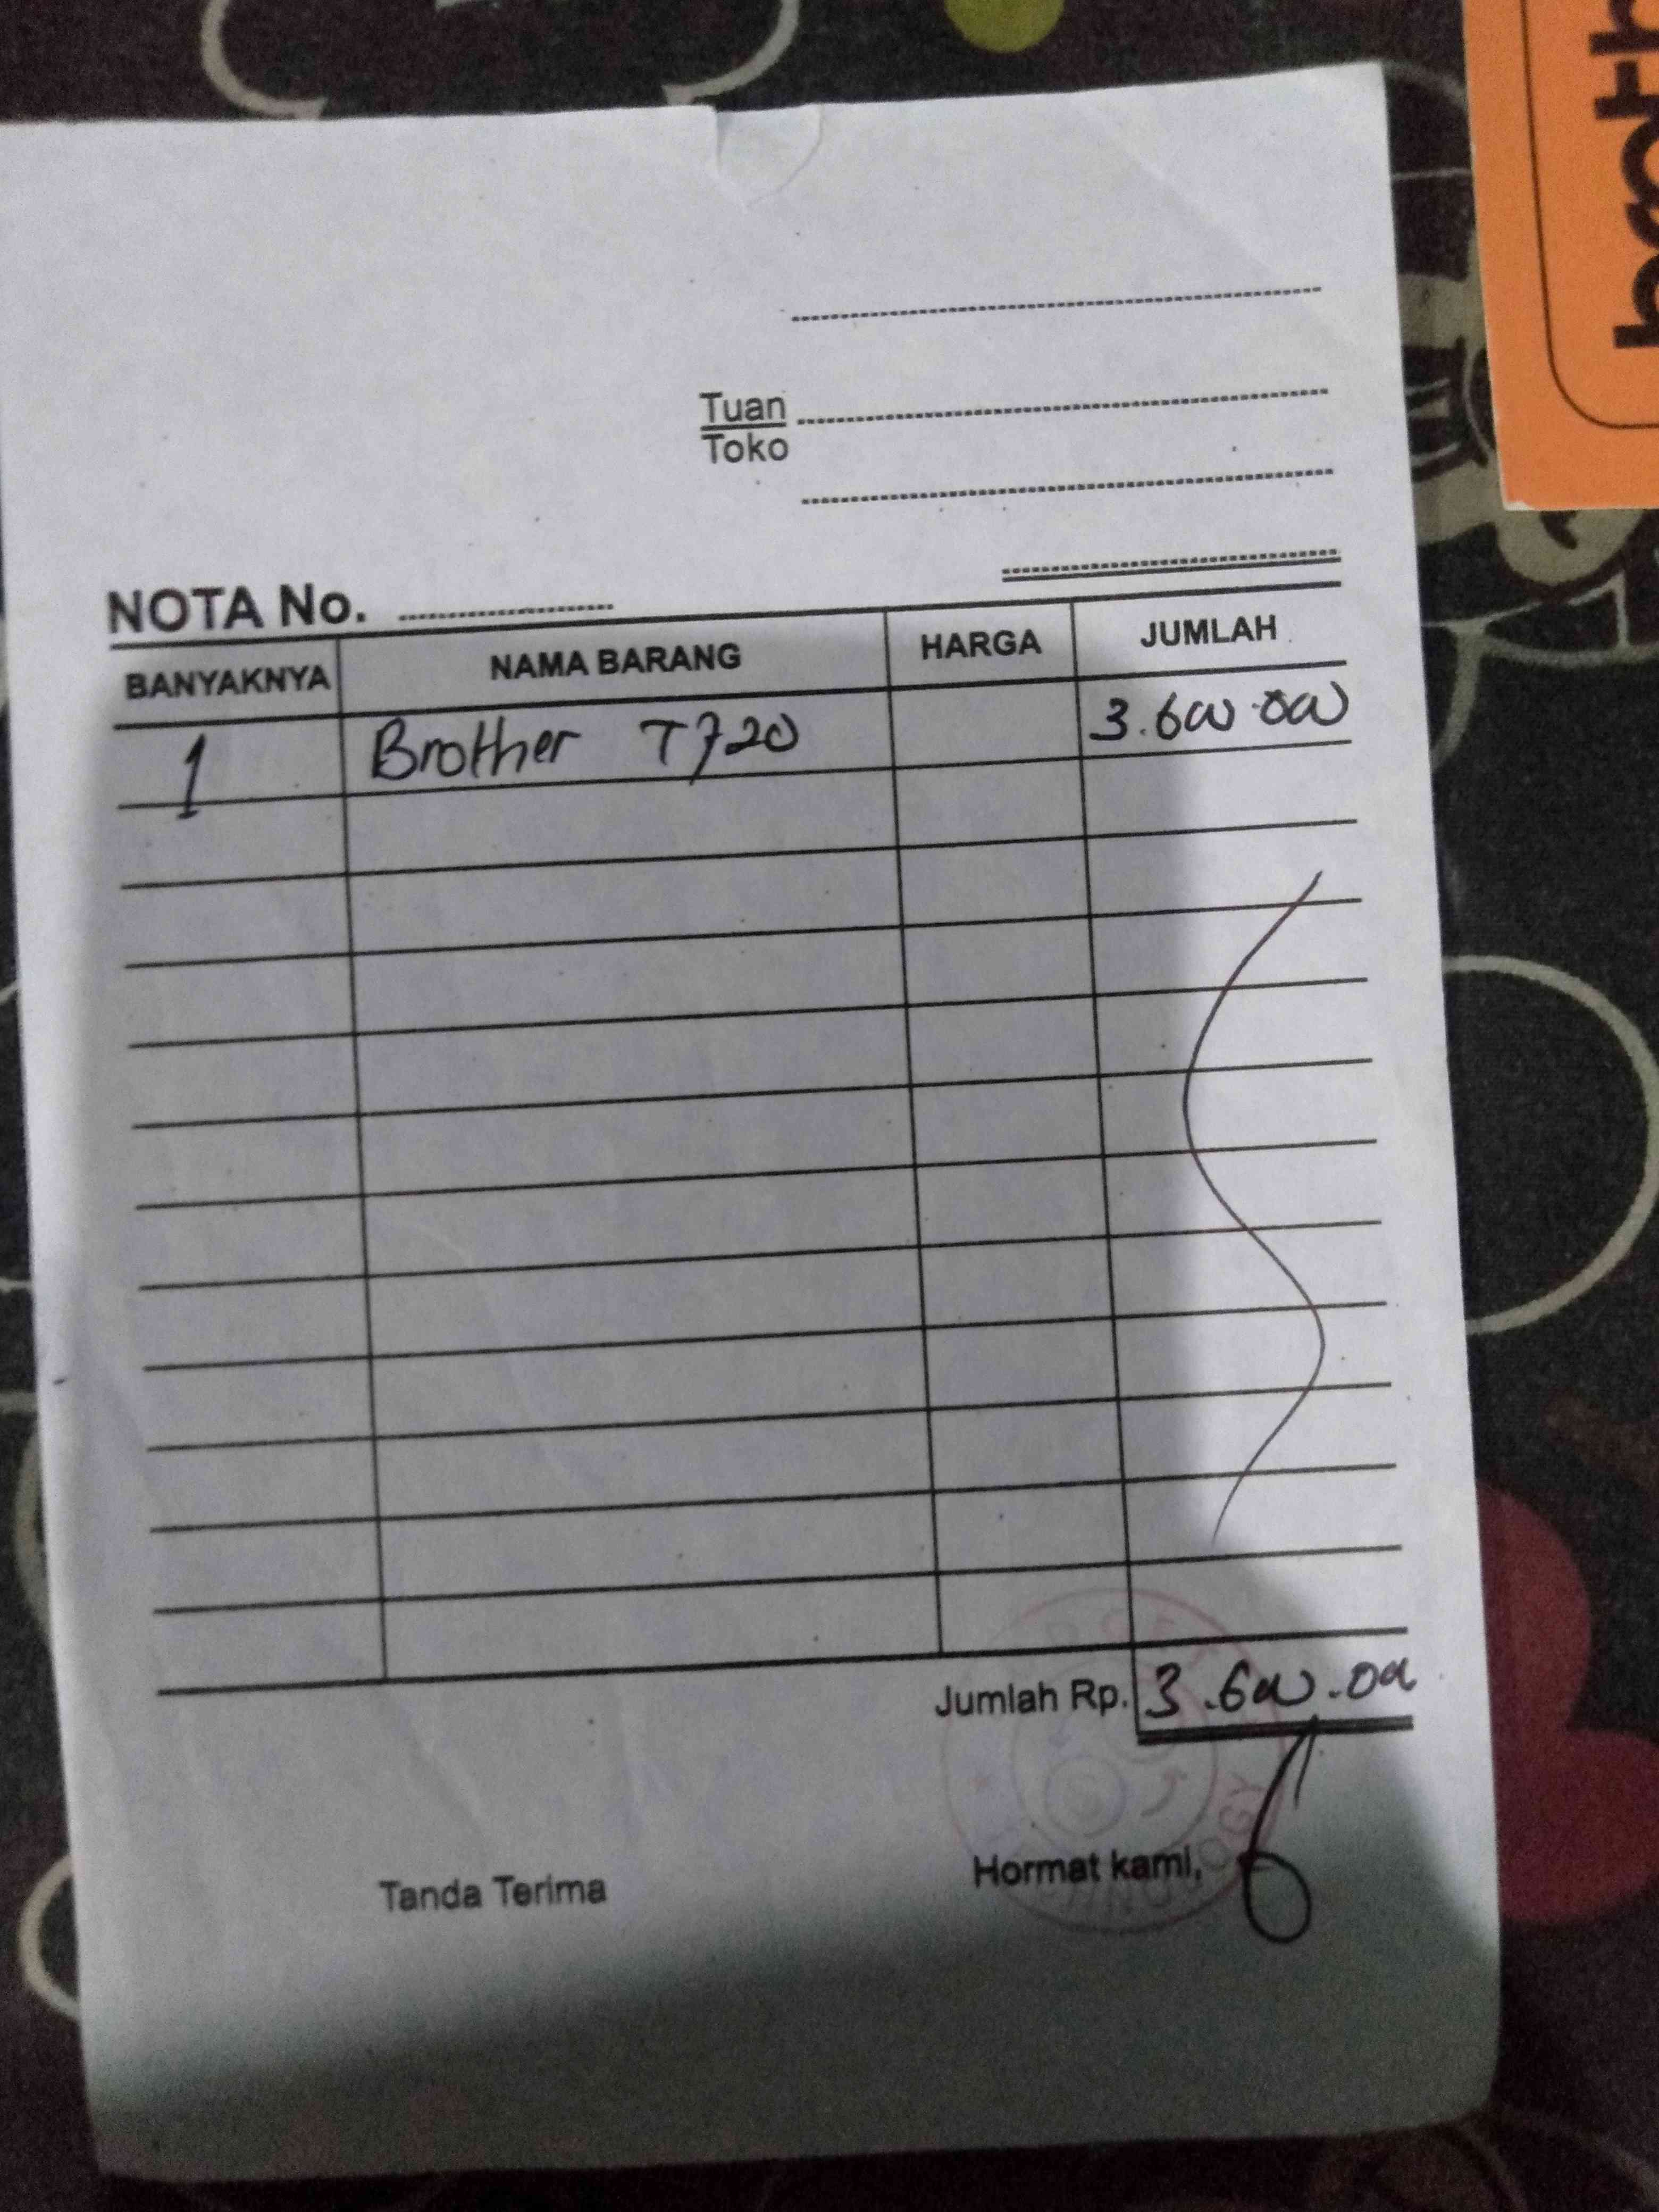 Tuan
Toko
NOTA No.
BANYAKNYA NAMA BARANG HARGA JUMLAH
1 Brother T720 3.600.000
Jumlah Rp. 3.600.000
Tanda Terima Hormat kami,